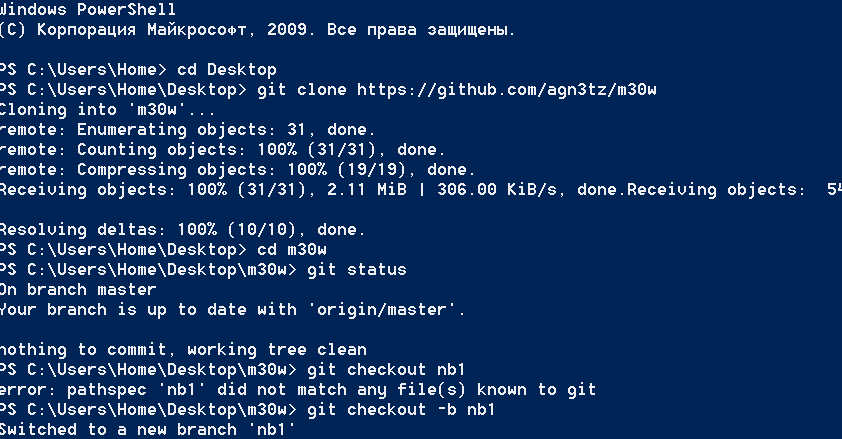 Windows PowerShell
(C) Корпорация Майкрософт, 2009. Все права защищены.
PS C:\Users\Home> cd Desktop
PS C:\Users\Home\Desktop> git clone https://github.com/agn3tz/m30w
Cloning into 'm30w'...
remote: Enumerating objects: 31, done.
remote: Counting objects: 100% (31/31), done.
remote: Compressing objects: 100% (19/19), done.
Receiving objects: 100% (31/31), 2.11 MiB | 306.00 KiB/s, done.Receiving objects:  54
Resolving deltas: 100% (10/10), done.
PS C:\Users\Home\Desktop> cd m30w
PS C:\Users\Home\Desktop\m30w> git status
On branch master
Your branch is up to date with 'origin/master'.
nothing to commit, working tree clean
PS C:\Users\Home\Desktop\m30w> git checkout nb1
error: pathspec 'nb1' did not match any file(s) known to git
PS C:\Users\Home\Desktop\m30w> git checkout -b nb1
Switched to a new branch 'nb1'